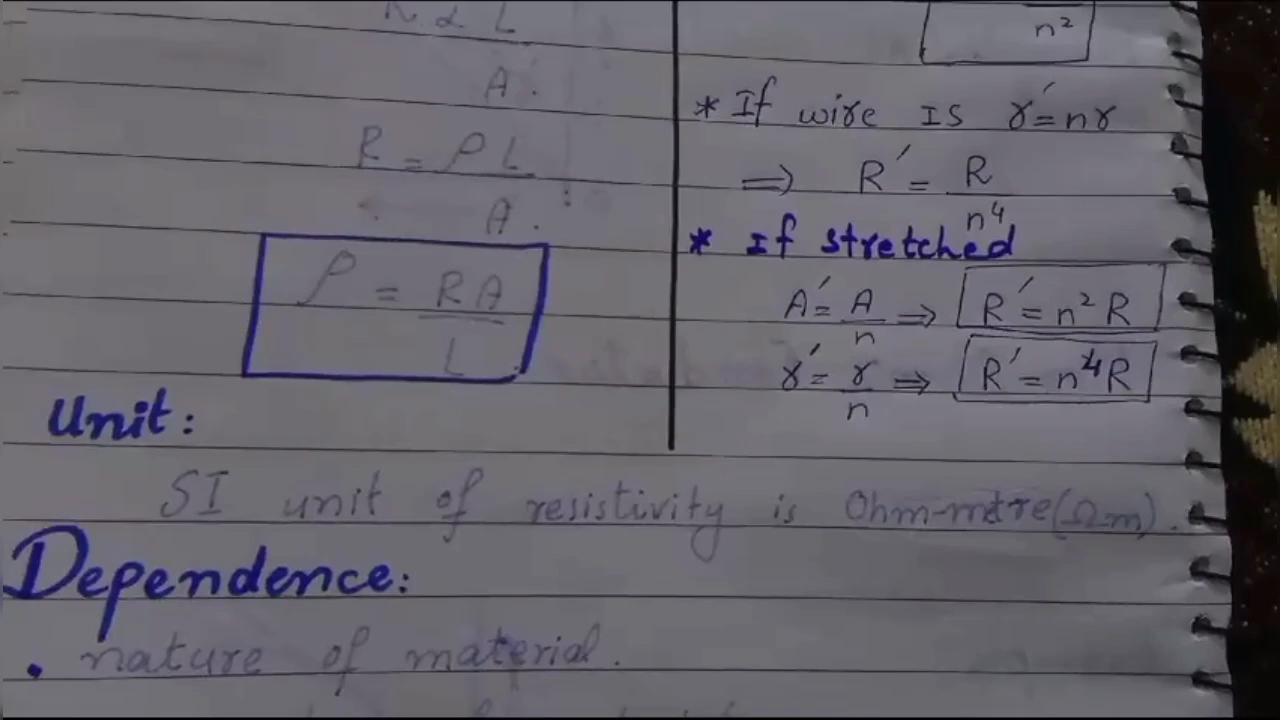 R α L
A.
R = ρL
A.
ρ = RA
L
n²
* If wire IS r′= nr
⇒ R′ = R
n⁴
* If stretched
A′= A ⇒ R′ = n² R
n
r′= r ⇒ R′ = n⁴R
n
Unit:
SI unit of resistivity is Ohm-metre(Ωm).
Dependence:
• nature of material.